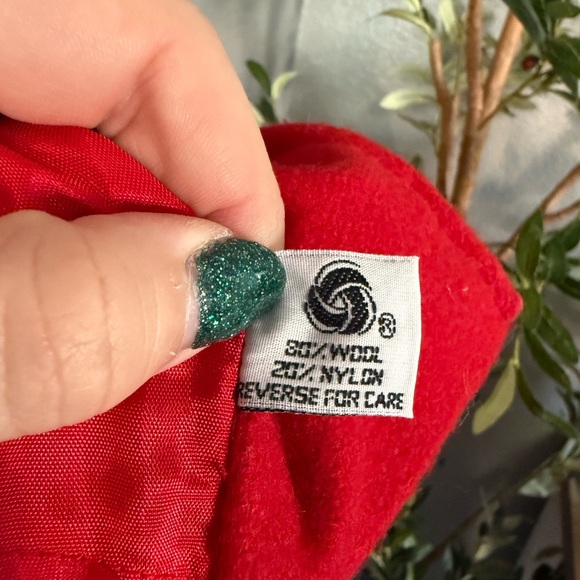 ®
80% WOOL
20% NYLON
REVERSE FOR CARE